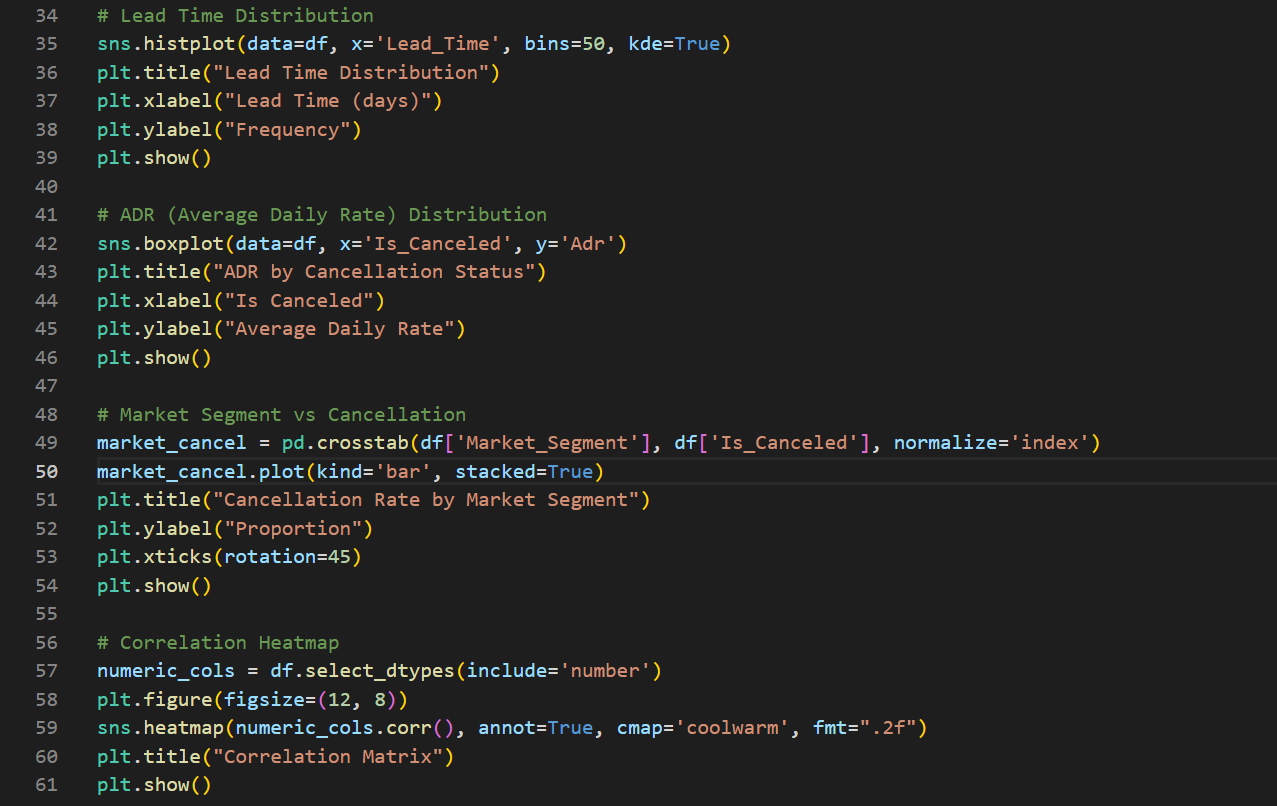 34 # Lead Time Distribution
35 sns.histplot(data=df, x='Lead_Time', bins=50, kde=True)
36 plt.title("Lead Time Distribution")
37 plt.xlabel("Lead Time (days)")
38 plt.ylabel("Frequency")
39 plt.show()
40
41 # ADR (Average Daily Rate) Distribution
42 sns.boxplot(data=df, x='Is_Canceled', y='Adr')
43 plt.title("ADR by Cancellation Status")
44 plt.xlabel("Is Canceled")
45 plt.ylabel("Average Daily Rate")
46 plt.show()
47
48 # Market Segment vs Cancellation
49 market_cancel = pd.crosstab(df['Market_Segment'], df['Is_Canceled'], normalize='index')
50 market_cancel.plot(kind='bar', stacked=True)
51 plt.title("Cancellation Rate by Market Segment")
52 plt.ylabel("Proportion")
53 plt.xticks(rotation=45)
54 plt.show()
55
56 # Correlation Heatmap
57 numeric_cols = df.select_dtypes(include='number')
58 plt.figure(figsize=(12, 8))
59 sns.heatmap(numeric_cols.corr(), annot=True, cmap='coolwarm', fmt=".2f")
60 plt.title("Correlation Matrix")
61 plt.show()